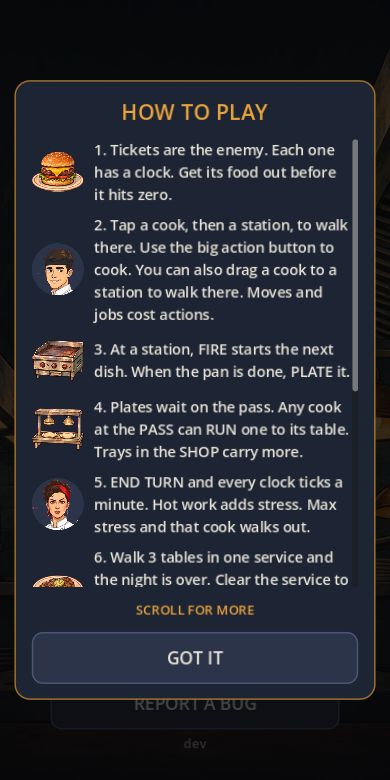 HOW TO PLAY
1. Tickets are the enemy. Each one
has a clock. Get its food out before
it hits zero.
2. Tap a cook, then a station, to walk
there. Use the big action button to
cook. You can also drag a cook to a
station to walk there. Moves and
jobs cost actions.
3. At a station, FIRE starts the next
dish. When the pan is done, PLATE it.
4. Plates wait on the pass. Any cook
at the PASS can RUN one to its table.
Trays in the SHOP carry more.
5. END TURN and every clock ticks a
minute. Hot work adds stress. Max
stress and that cook walks out.
6. Walk 3 tables in one service and
the night is over. Clear the service to
SCROLL FOR MORE
GOT IT
REPORT A BUG
dev